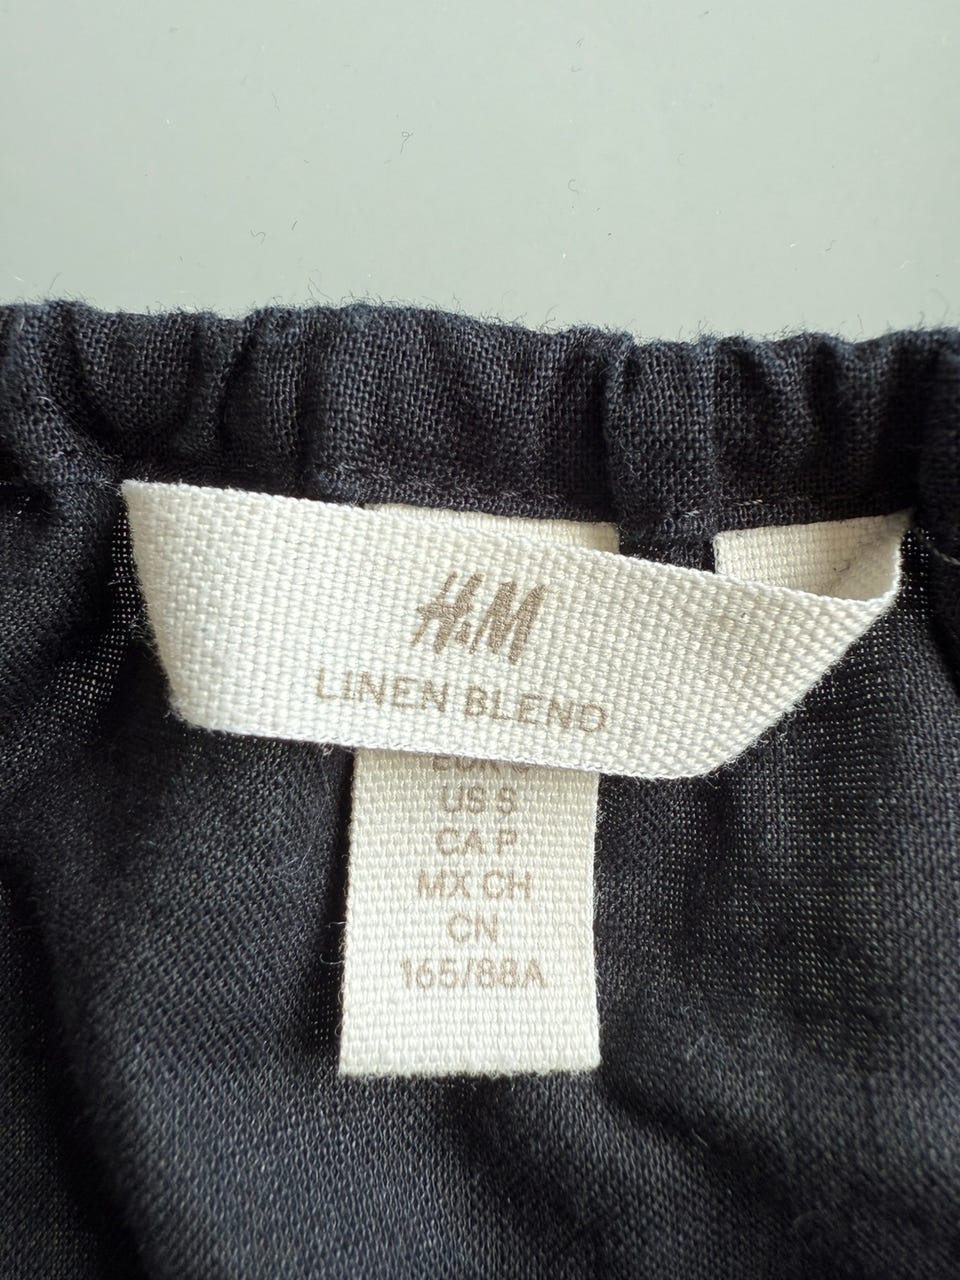 H&M
LINEN BLEND
US S
CA P
MX CH
CN
165/88A